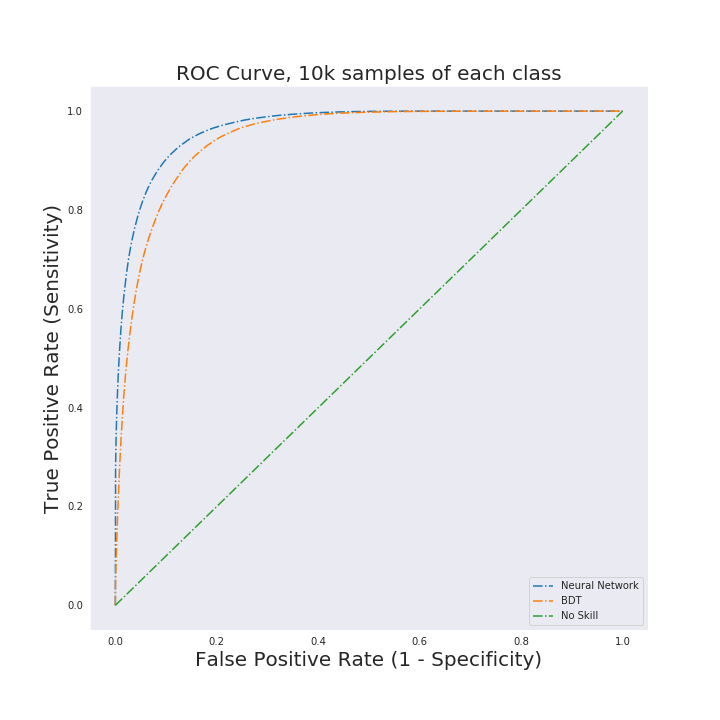 ROC Curve, 10k samples of each class
True Positive Rate (Sensitivity)
1.0
0.8
0.6
0.4
0.2
0.0
0.0 0.2 0.4 0.6 0.8 1.0
False Positive Rate (1 - Specificity)
Neural Network
BDT
No Skill